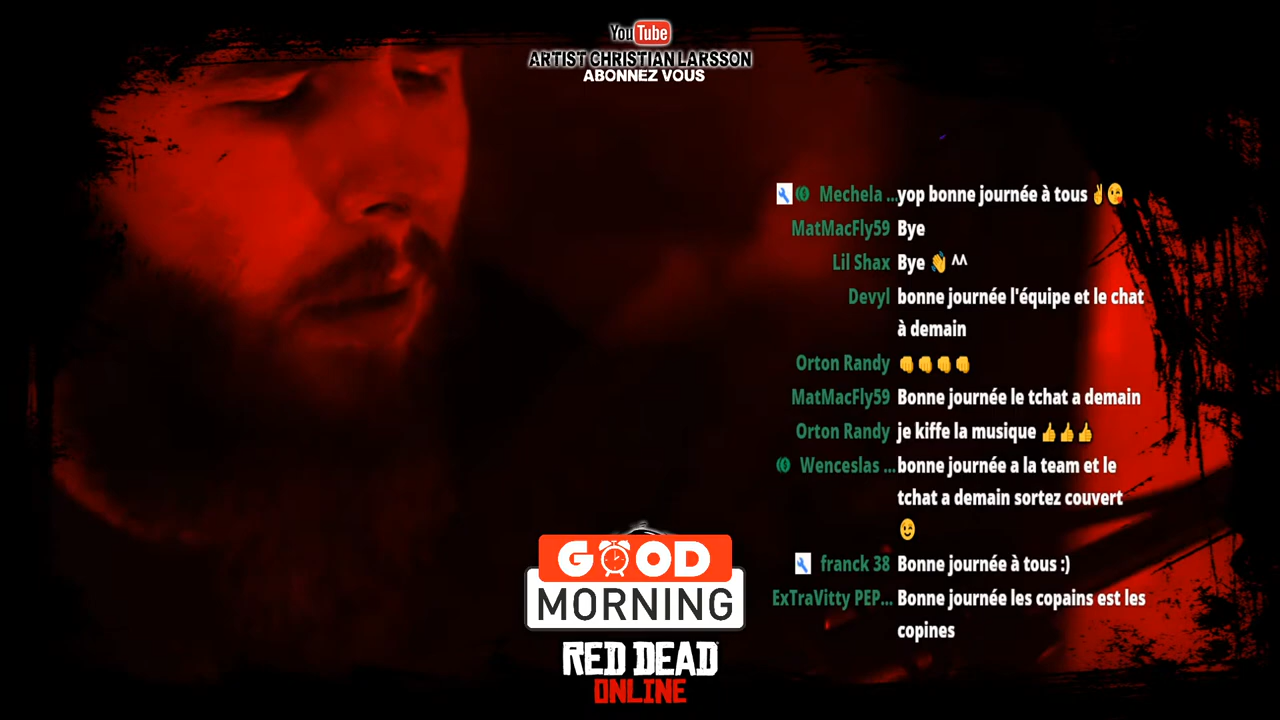 YouTube
ARTIST CHRISTIAN LARSSON
ABONNEZ VOUS
Mechela ... yop bonne journée à tous ✌😘
MatMacFly59 Bye
Lil Shax Bye 👋 ^^
Devyl bonne journée l'équipe et le chat
à demain
Orton Randy 👊👊👊👊
MatMacFly59 Bonne journée le tchat a demain
Orton Randy je kiffe la musique 👍👍👍
Wenceslas ... bonne journée a la team et le
tchat a demain sortez couvert
😉
franck 38 Bonne journée à tous :)
ExTraVitty PEP... Bonne journée les copains est les
copines
GOOD
MORNING
RED DEAD
ONLINE